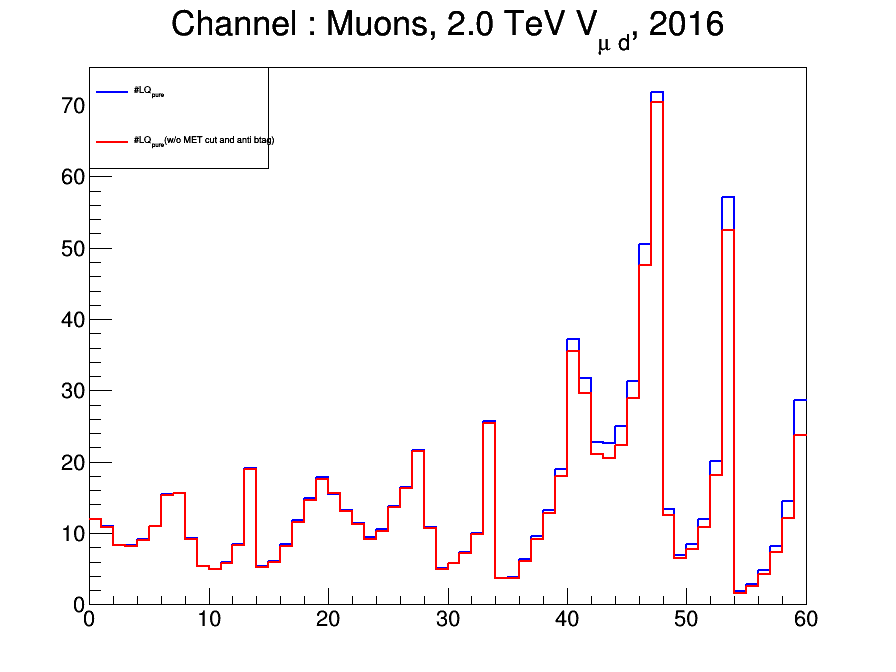 Channel : Muons, 2.0 TeV V_μ d, 2016
#LQ_pure
#LQ_pure(w/o MET cut and anti btag)
70
60
50
40
30
20
10
0
0 10 20 30 40 50 60